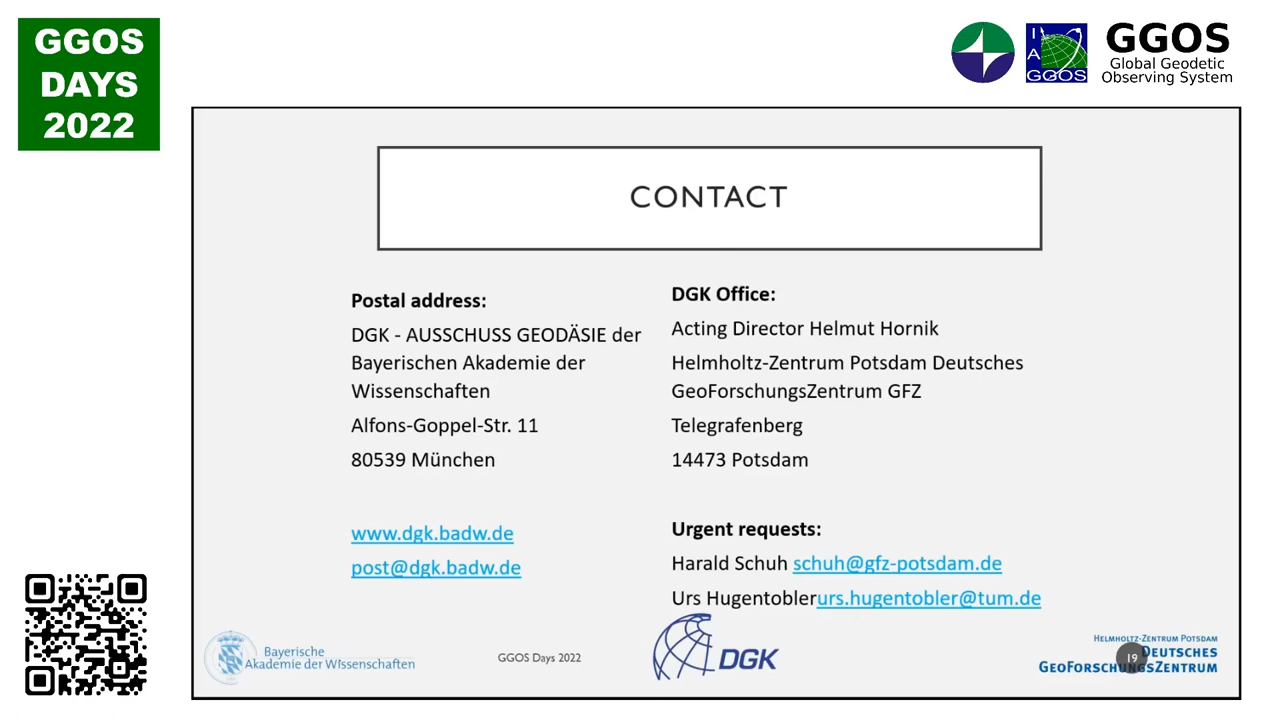 GGOS
DAYS
2022
I
A
GGOS
GGOS
Global Geodetic
Observing System
CONTACT
Postal address:
DGK - AUSSCHUSS GEODÄSIE der
Bayerischen Akademie der
Wissenschaften
Alfons-Goppel-Str. 11
80539 München
www.dgk.badw.de
post@dgk.badw.de
DGK Office:
Acting Director Helmut Hornik
Helmholtz-Zentrum Potsdam Deutsches
GeoForschungsZentrum GFZ
Telegrafenberg
14473 Potsdam
Urgent requests:
Harald Schuh schuh@gfz-potsdam.de
Urs Hugentoblerurs.hugentobler@tum.de
Bayerische
Akademie der Wissenschaften
GGOS Days 2022
DGK
HELMHOLTZ-ZENTRUM POTSDAM
DEUTSCHES
GEOFORSCHUNGSZENTRUM
19